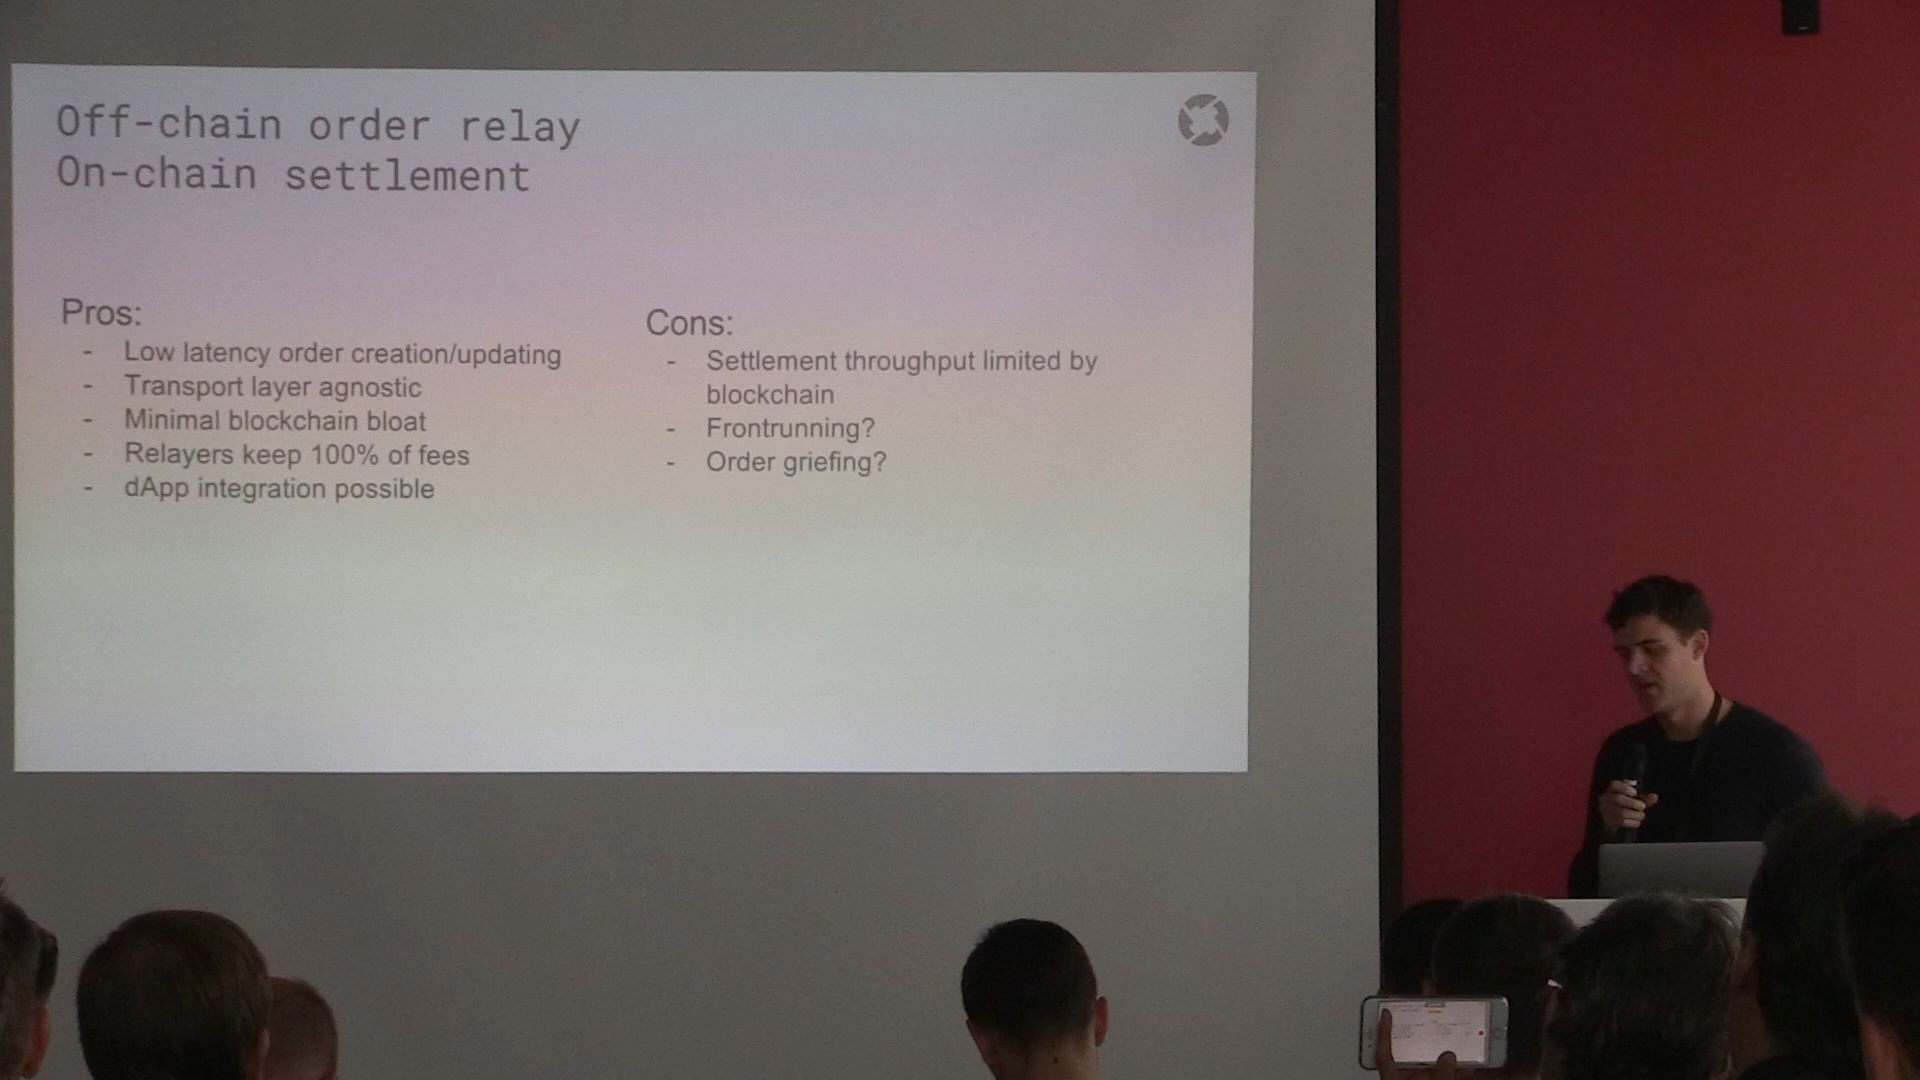 Off-chain order relay
On-chain settlement
Pros:
- Low latency order creation/updating
- Transport layer agnostic
- Minimal blockchain bloat
- Relayers keep 100% of fees
- dApp integration possible
Cons:
- Settlement throughput limited by
blockchain
- Frontrunning?
- Order griefing?